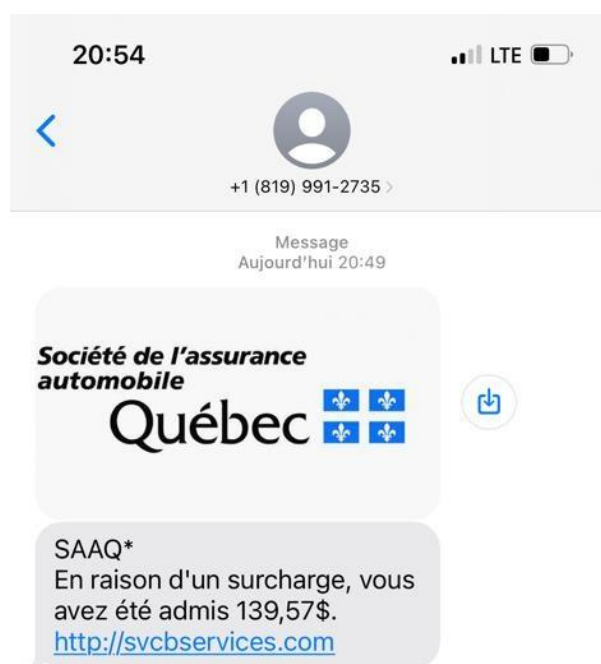 20:54
LTE
+1 (819) 991-2735
Message
Aujourd'hui 20:49
Société de l'assurance
automobile
Québec
SAAQ*
En raison d'un surcharge, vous
avez été admis 139,57$.
http://svcbservices.com